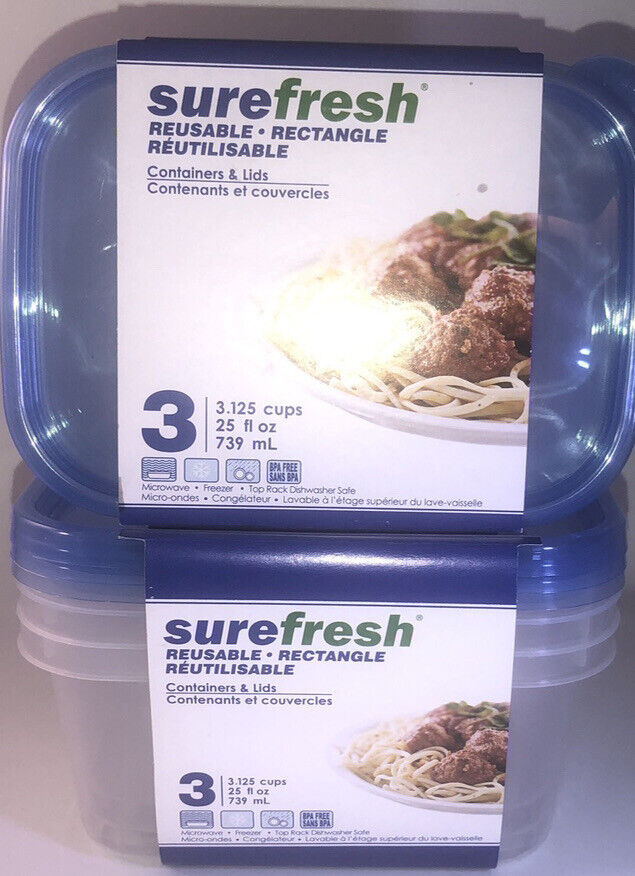 surefresh®
REUSABLE • RECTANGLE
RÉUTILISABLE
Containers & Lids
Contenants et couvercles
3
3.125 cups
25 fl oz
739 mL
BPA FREE
SANS BPA
Microwave • Freezer • Top Rack Dishwasher Safe
Micro-ondes • Congélateur • Lavable à l'étage supérieur du lave-vaisselle
surefresh®
REUSABLE • RECTANGLE
RÉUTILISABLE
Containers & Lids
Contenants et couvercles
3
3.125 cups
25 fl oz
739 mL
BPA FREE
SANS BPA
Microwave • Freezer • Top Rack Dishwasher Safe
Micro-ondes • Congélateur • Lavable à l'étage supérieur du lave-vaisselle